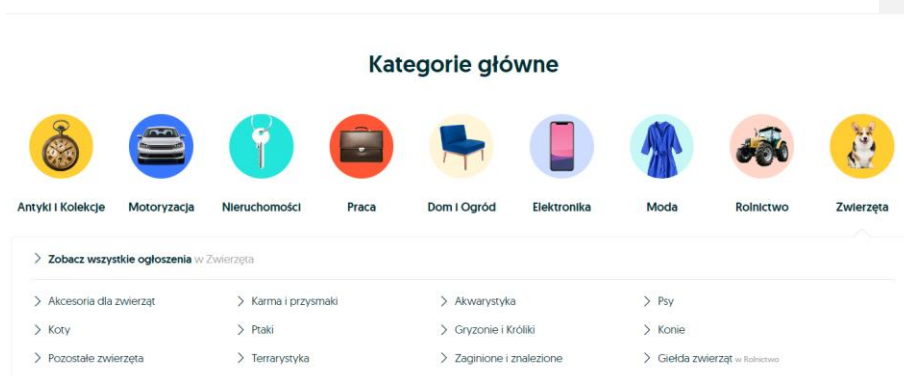 Kategorie główne
Antyki i Kolekcje Motoryzacja Nieruchomości Praca Dom i Ogród Elektronika Moda Rolnictwo Zwierzęta
Zobacz wszystkie ogłoszenia w Zwierzęta
Akcesoria dla zwierząt Karma i przysmaki Akwarystyka Psy
Koty Ptaki Gryzonie i Króliki Konie
Pozostałe zwierzęta Terrarystyka Zaginione i znalezione Giełda zwierząt w Rolnictwo